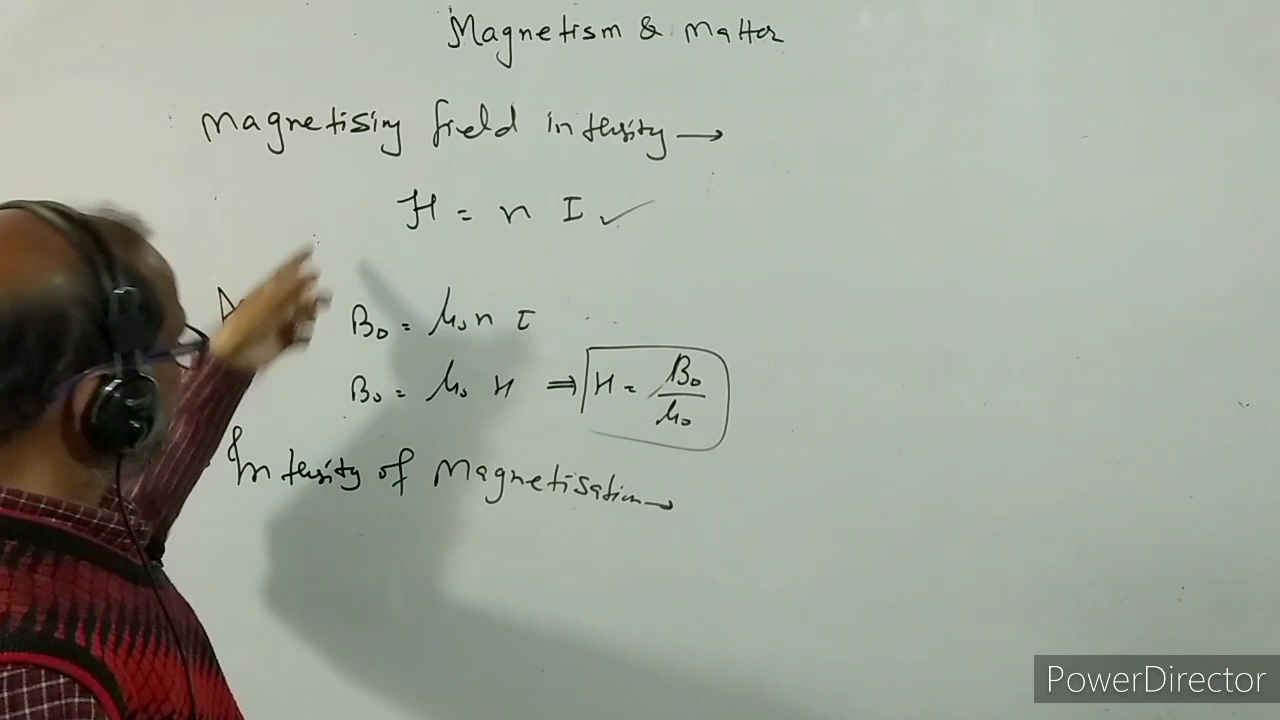 Magnetism & matter
magnetising field intensity →
H = n I ✓
B₀ = μ₀ n I
B₀ = μ₀ H ⇒ H = B₀/μ₀
Intensity of Magnetisation →
PowerDirector